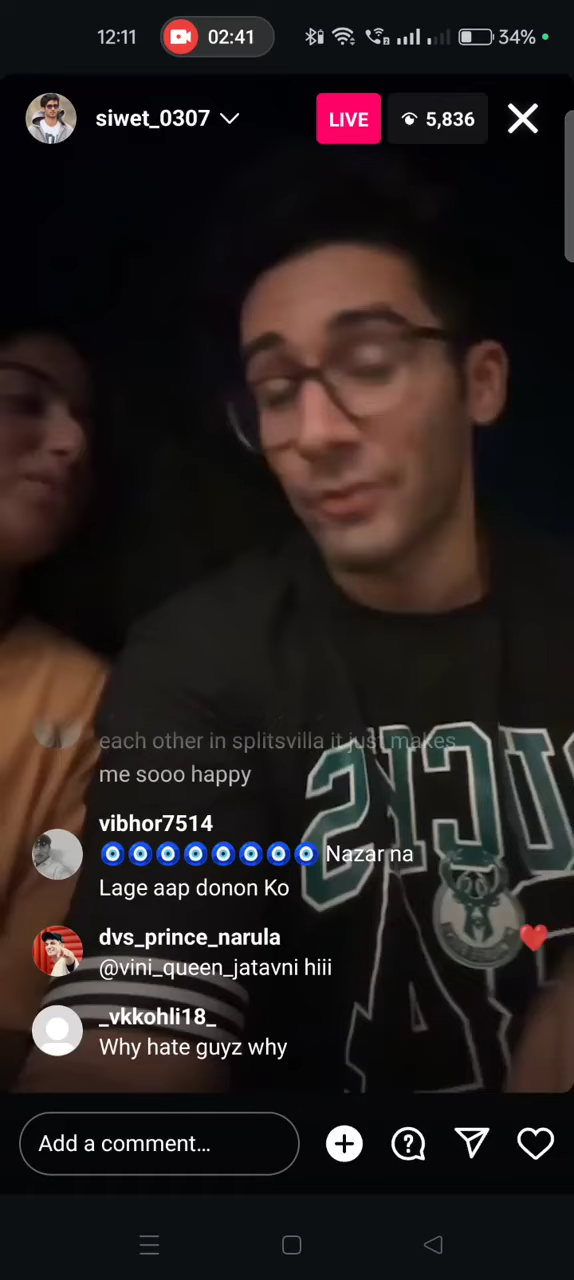 12:11 02:41 34%
siwet_0307 LIVE 5,836
each other in splitsvilla it just makes
me sooo happy
vibhor7514
🧿🧿🧿🧿🧿🧿🧿🧿 Nazar na
Lage aap donon Ko
dvs_prince_narula
@vini_queen_jatavni hiii
_vkkohli18_
Why hate guyz why
Add a comment...